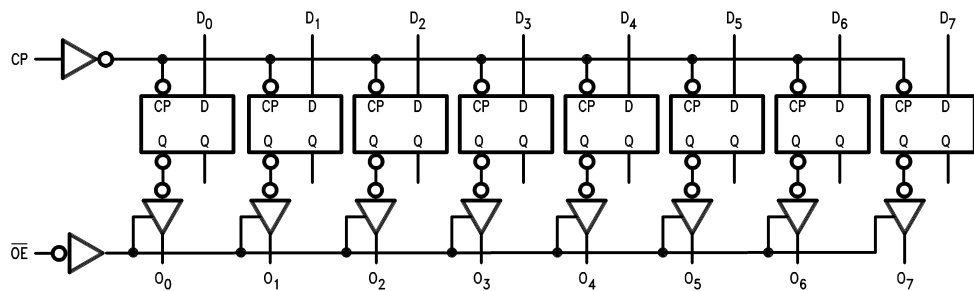 D₀ D₁ D₂ D₃ D₄ D₅ D₆ D₇
CP
CP D CP D CP D CP D CP D CP D CP D CP D
Q Q Q Q Q Q Q Q Q Q Q Q Q Q Q Q
O̅E̅
O₀ O₁ O₂ O₃ O₄ O₅ O₆ O₇